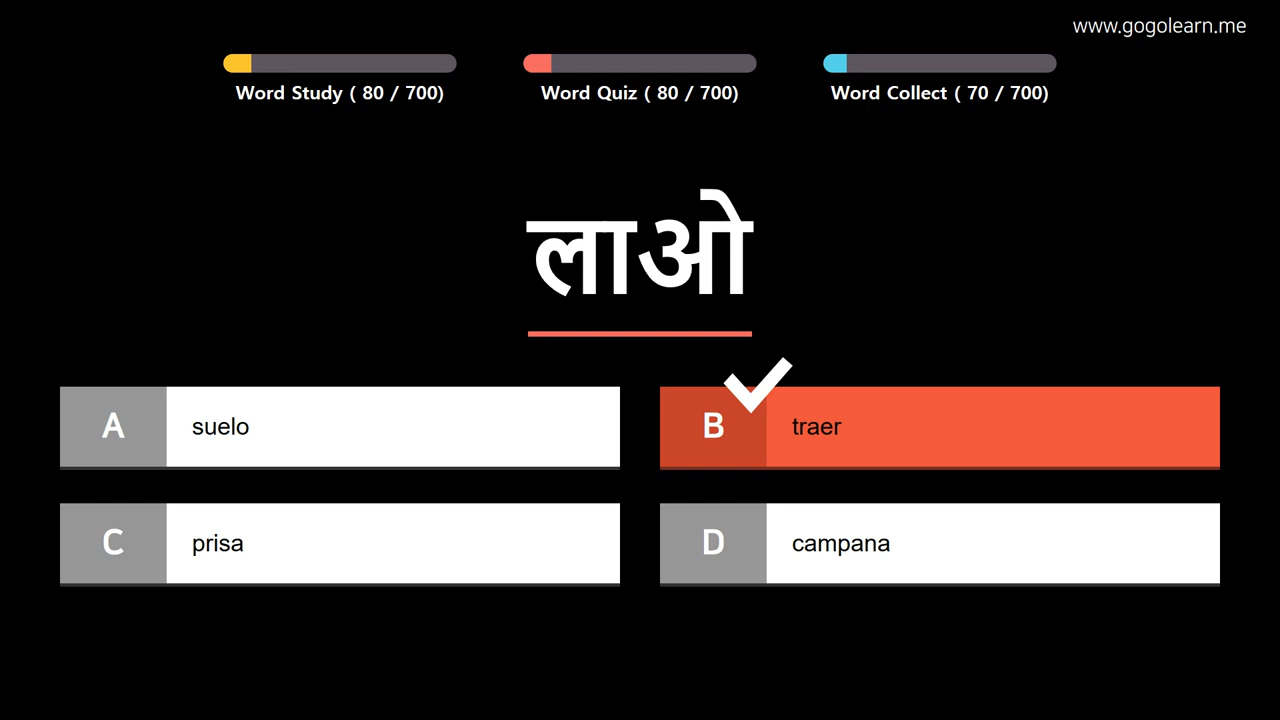 www.gogolearn.me
Word Study ( 80 / 700)
Word Quiz ( 80 / 700)
Word Collect ( 70 / 700)
लाओ
A suelo
B traer
C prisa
D campana